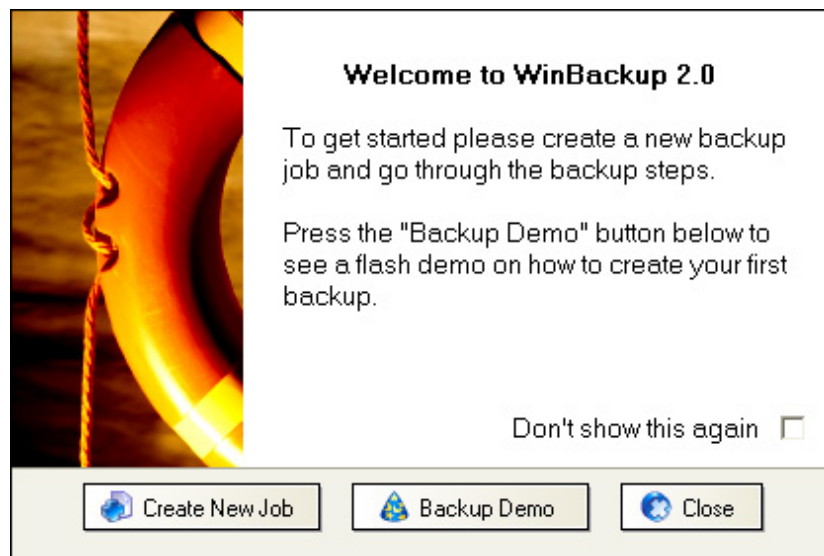 Welcome to WinBackup 2.0
To get started please create a new backup
job and go through the backup steps.
Press the "Backup Demo" button below to
see a flash demo on how to create your first
backup.
Don't show this again
Create New Job
Backup Demo
Close